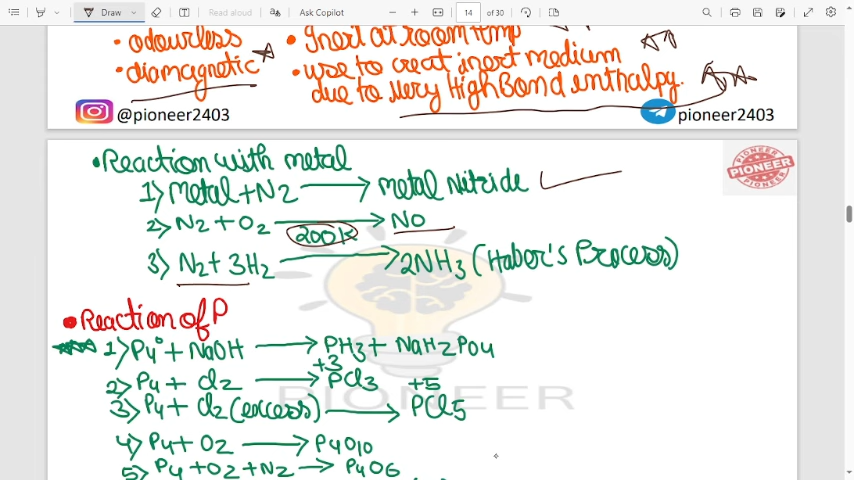 Draw
Read aloud
Ask Copilot
14
of 30
• odourless
• Inert at room temp
• diamagnetic
• use to creat inert medium
due to very High Bond enthalpy.
@pioneer2403
pioneer2403
• Reaction with metal
PIONEER
1) Metal + N2 → Metal Nitride
2) N2 + O2 → NO
200K
3) N2 + 3H2 → 2NH3 (Haber's Process)
• Reaction of P
1) P4° + NaOH → PH3 + NaH2PO4
+3
2) P4 + Cl2 → PCl3
+5
3) P4 + Cl2 (excess) → PCl5
PIONEER
4) P4 + O2 → P4O10
5) P4 + O2 + N2 → P4O6